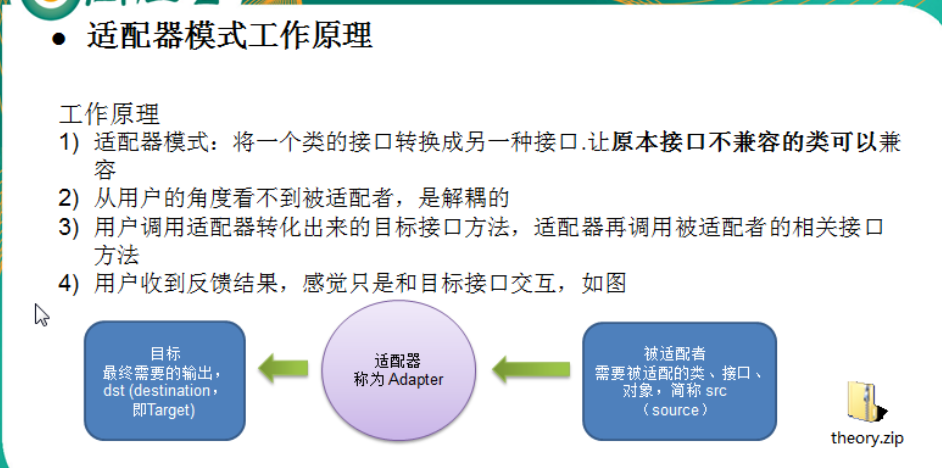 ● 适配器模式工作原理
工作原理
1) 适配器模式：将一个类的接口转换成另一种接口.让原本接口不兼容的类可以兼
容
2) 从用户的角度看不到被适配者，是解耦的
3) 用户调用适配器转化出来的目标接口方法，适配器再调用被适配者的相关接口
方法
4) 用户收到反馈结果，感觉只是和目标接口交互，如图
目标
最终需要的输出，
dst (destination，
即Target)
适配器
称为 Adapter
被适配者
需要被适配的类、接口、
对象，简称 src
（source）
theory.zip